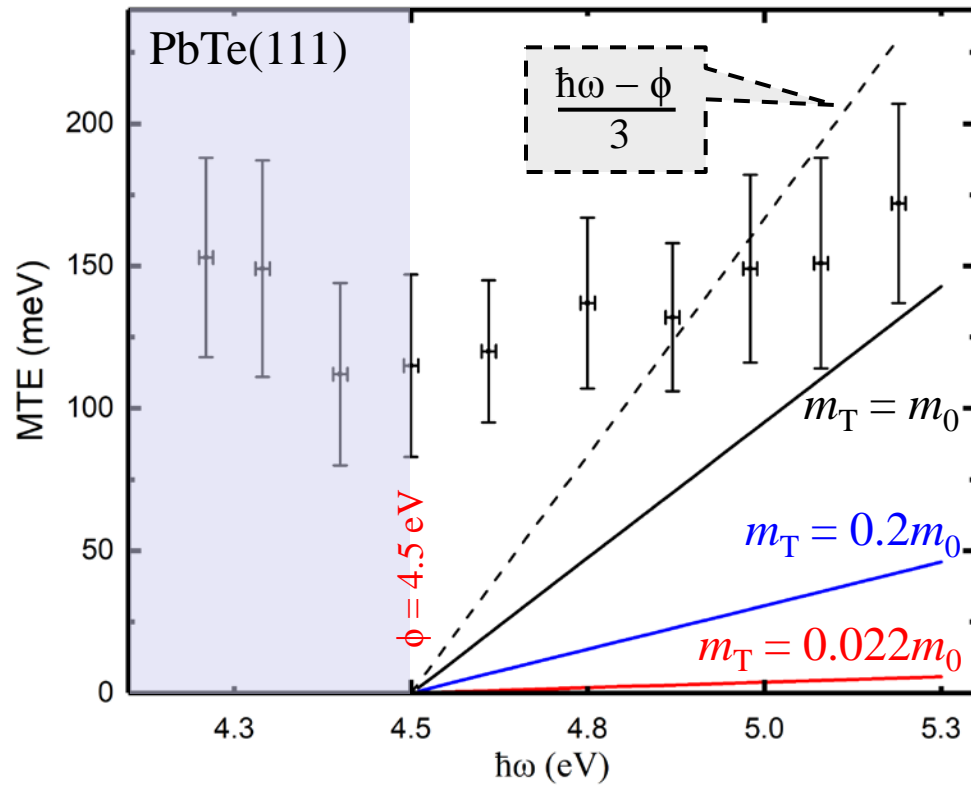 PbTe(111)
ħω − ϕ
3
200
150
100
50
0
MTE (meV)
ϕ = 4.5 eV
m_T = m_0
m_T = 0.2m_0
m_T = 0.022m_0
4.3
4.5
4.8
5.0
5.3
ħω (eV)